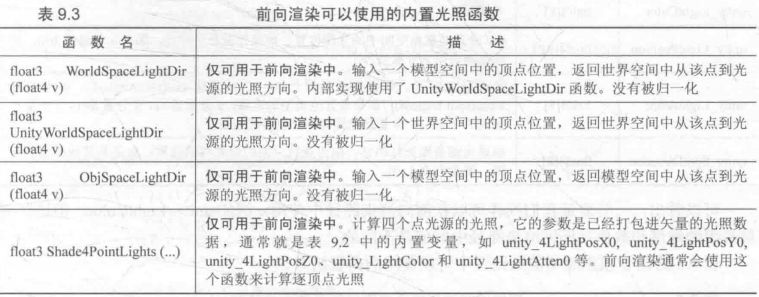 表 9.3 前向渲染可以使用的内置光照函数
函 数 名 描 述
float3 WorldSpaceLightDir 仅可用于前向渲染中。输入一个模型空间中的顶点位置，返回世界空间中从该点到光
(float4 v) 源的光照方向。内部实现使用了 UnityWorldSpaceLightDir 函数。没有被归一化
float3
UnityWorldSpaceLightDir
(float4 v)
仅可用于前向渲染中。输入一个世界空间中的顶点位置，返回世界空间中从该点到光
源的光照方向。没有被归一化
float3 ObjSpaceLightDir 仅可用于前向渲染中。输入一个模型空间中的顶点位置，返回模型空间中从该点到光
(float4 v) 源的光照方向。没有被归一化
float3 Shade4PointLights (...)
仅可用于前向渲染中。计算四个点光源的光照，它的参数是已经打包进矢量的光照数
据，通常就是表 9.2 中的内置变量，如 unity_4LightPosX0, unity_4LightPosY0,
unity_4LightPosZ0、unity_LightColor 和 unity_4LightAtten0 等。前向渲染通常会使用这
个函数来计算逐顶点光照